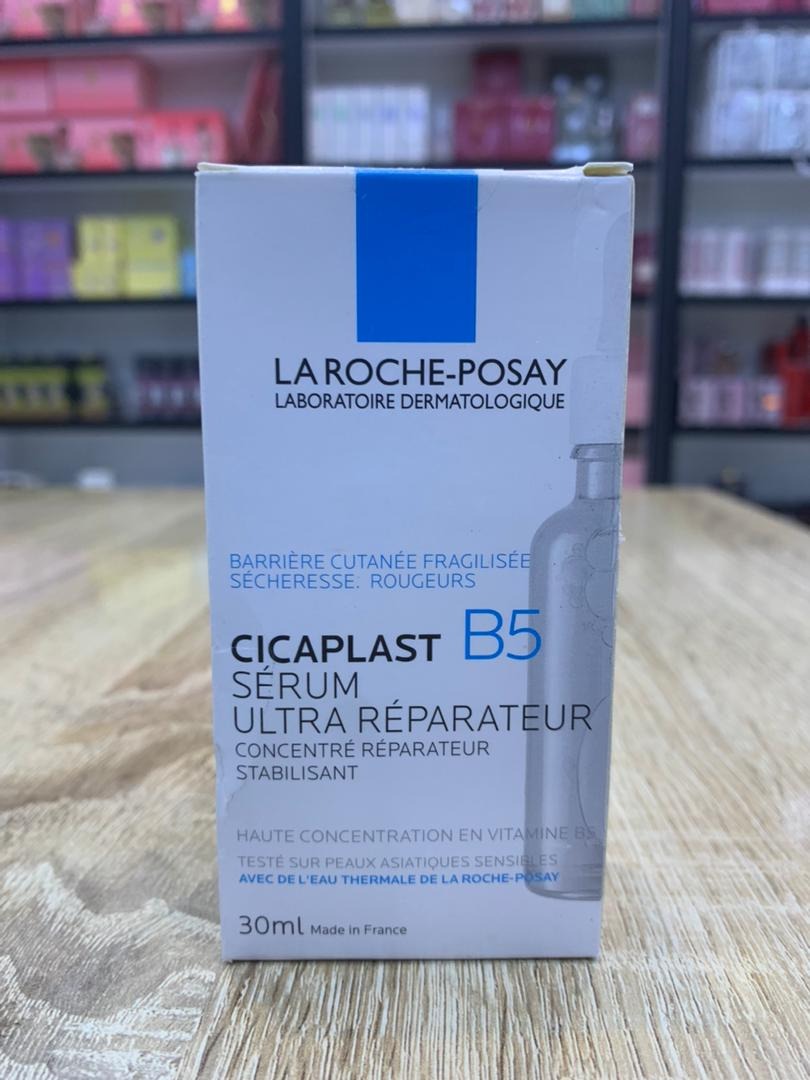 LA ROCHE-POSAY
LABORATOIRE DERMATOLOGIQUE
BARRIÈRE CUTANÉE FRAGILISÉE
SÉCHERESSE. ROUGEURS
CICAPLAST B5
SÉRUM
ULTRA RÉPARATEUR
CONCENTRÉ RÉPARATEUR
STABILISANT
HAUTE CONCENTRATION EN VITAMINE B5
TESTÉ SUR PEAUX ASIATIQUES SENSIBLES
AVEC DE L'EAU THERMALE DE LA ROCHE-POSAY
30ml Made in France